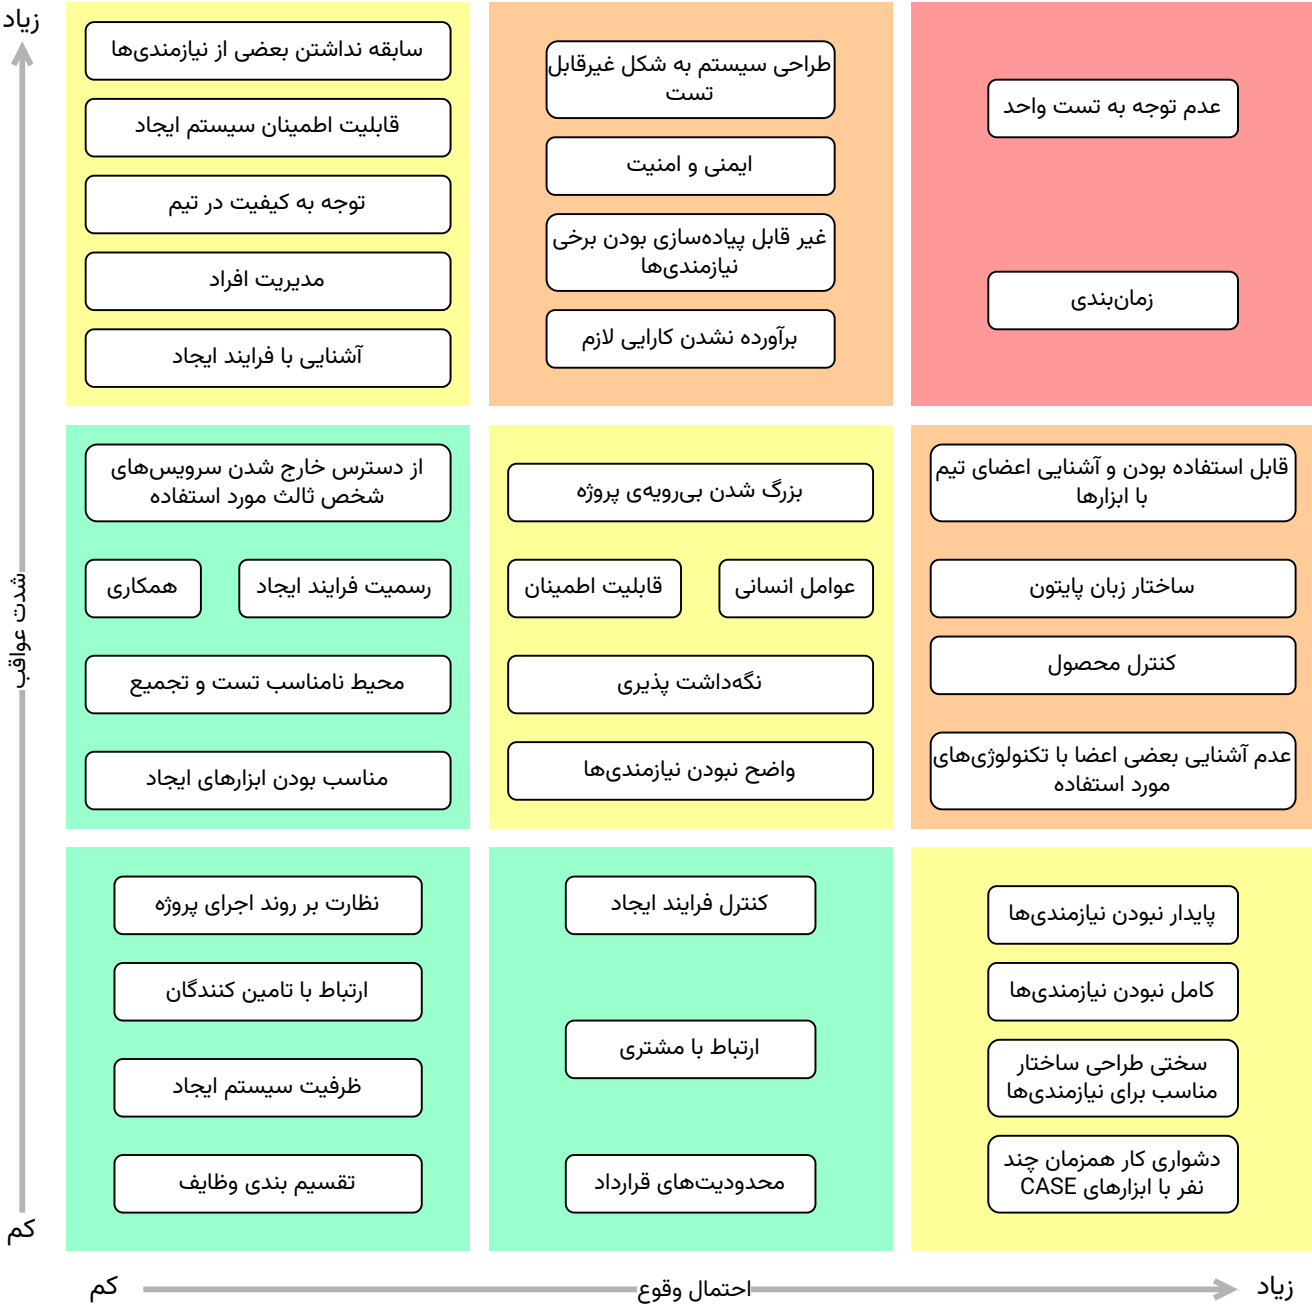 زیاد
سابقه نداشتن بعضی از نیازمندی‌ها
قابلیت اطمینان سیستم ایجاد
توجه به کیفیت در تیم
مدیریت افراد
آشنایی با فرایند ایجاد
طراحی سیستم به شکل غیرقابل
تست
ایمنی و امنیت
غیر قابل پیاده‌سازی بودن برخی
نیازمندی‌ها
برآورده نشدن کارایی لازم
عدم توجه به تست واحد
زمان‌بندی
شدت عواقب
از دسترس خارج شدن سرویس‌های
شخص ثالث مورد استفاده
رسمیت فرایند ایجاد
همکاری
محیط نامناسب تست و تجمیع
مناسب بودن ابزارهای ایجاد
بزرگ شدن بی‌رویه‌ی پروژه
عوامل انسانی
قابلیت اطمینان
نگه‌داشت پذیری
واضح نبودن نیازمندی‌ها
قابل استفاده بودن و آشنایی اعضای تیم
با ابزارها
ساختار زبان پایتون
کنترل محصول
عدم آشنایی بعضی اعضا با تکنولوژی‌های
مورد استفاده
نظارت بر روند اجرای پروژه
ارتباط با تامین کنندگان
ظرفیت سیستم ایجاد
تقسیم بندی وظایف
کنترل فرایند ایجاد
ارتباط با مشتری
محدودیت‌های قرارداد
پایدار نبودن نیازمندی‌ها
کامل نبودن نیازمندی‌ها
سختی طراحی ساختار
مناسب برای نیازمندی‌ها
دشواری کار همزمان چند
نفر با ابزارهای CASE
کم
کم
احتمال وقوع
زیاد